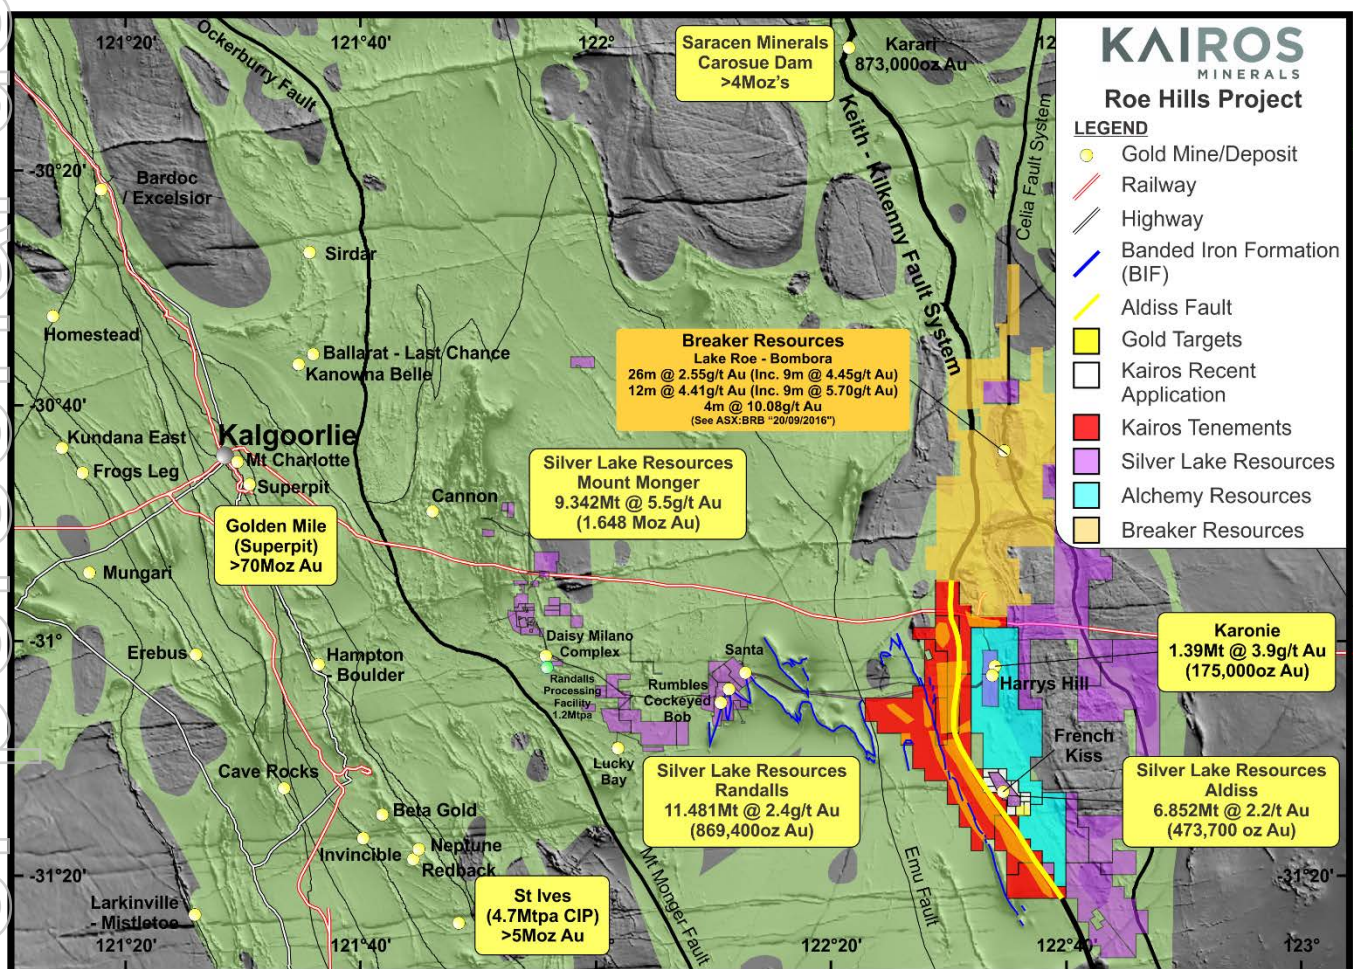 121°20'
121°40'
122°
12
Ockerburry Fault
Saracen Minerals
Carosue Dam
>4Moz's
Karari
873,000oz Au
KAIROS
MINERALS
Roe Hills Project
LEGEND
Gold Mine/Deposit
Railway
Highway
Banded Iron Formation
(BIF)
Aldiss Fault
Gold Targets
Kairos Recent
Application
Kairos Tenements
Silver Lake Resources
Alchemy Resources
Breaker Resources
Keith - Kilkenny Fault System
Celia Fault System
-30°20'
Bardoc
/ Excelsior
Sirdar
Homestead
Ballarat - Last Chance
Kanowna Belle
Breaker Resources
Lake Roe - Bombora
26m @ 2.55g/t Au (Inc. 9m @ 4.45g/t Au)
12m @ 4.41g/t Au (Inc. 9m @ 5.70g/t Au)
4m @ 10.08g/t Au
(See ASX:BRB "20/09/2016")
-30°40'
Kundana East
Kalgoorlie
Frogs Leg
Mt Charlotte
Superpit
Cannon
Silver Lake Resources
Mount Monger
9.342Mt @ 5.5g/t Au
(1.648 Moz Au)
Golden Mile
(Superpit)
>70Moz Au
Mungari
-31°
Erebus
Hampton
- Boulder
Daisy Milano
Complex
Randalls
Processing
Facility
1.2Mtpa
Santa
Rumbles
Cockeyed
Bob
Karonie
1.39Mt @ 3.9g/t Au
(175,000oz Au)
Harrys Hill
French
Kiss
Lucky
Bay
Silver Lake Resources
Randalls
11.481Mt @ 2.4g/t Au
(869,400oz Au)
Silver Lake Resources
Aldiss
6.852Mt @ 2.2/t Au
(473,700 oz Au)
Cave Rocks
Beta Gold
Invincible
Neptune
Redback
-31°20'
-31°20'
Larkinville
- Mistletoe
St Ives
(4.7Mtpa CIP)
>5Moz Au
Mt Monger Fault
Emu Fault
121°20'
121°40'
122°20'
122°40'
123°